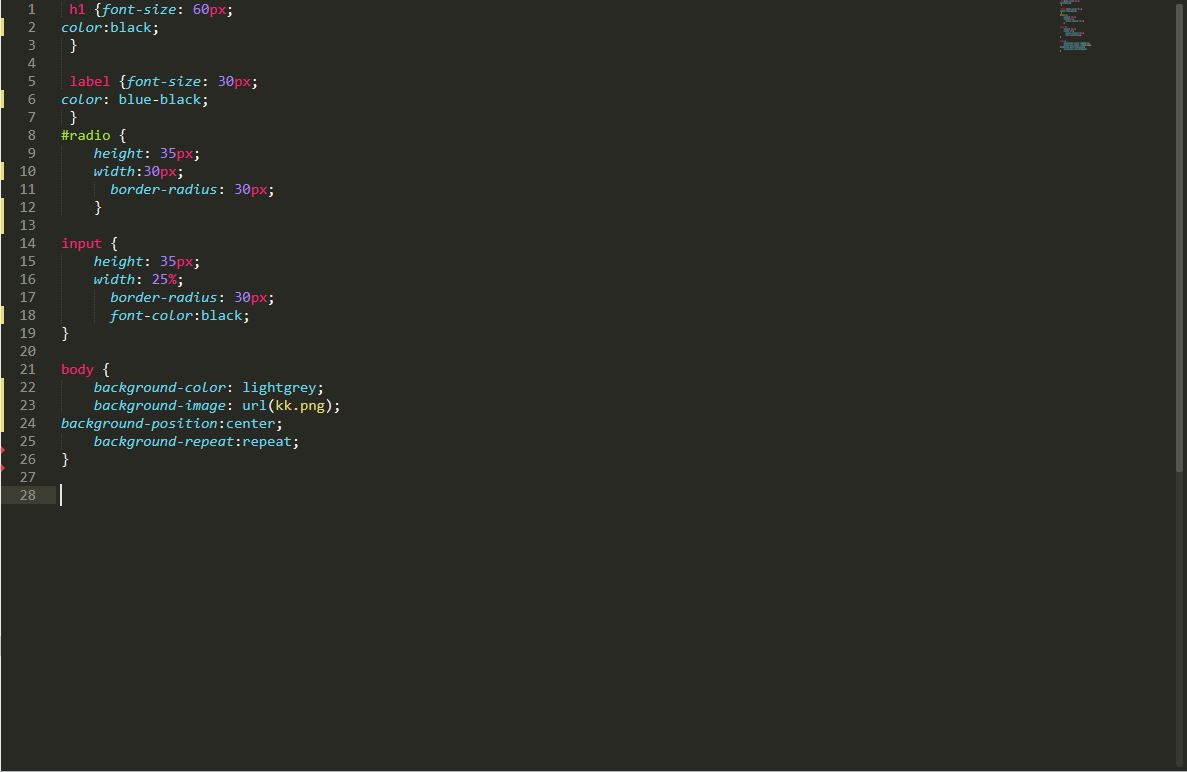 1 h1 {font-size: 60px;
2 color:black;
3 }
4
5 label {font-size: 30px;
6 color: blue-black;
7 }
8 #radio {
9 height: 35px;
10 width:30px;
11 border-radius: 30px;
12 }
13
14 input {
15 height: 35px;
16 width: 25%;
17 border-radius: 30px;
18 font-color:black;
19 }
20
21 body {
22 background-color: lightgrey;
23 background-image: url(kk.png);
24 background-position:center;
25 background-repeat:repeat;
26 }
27
28